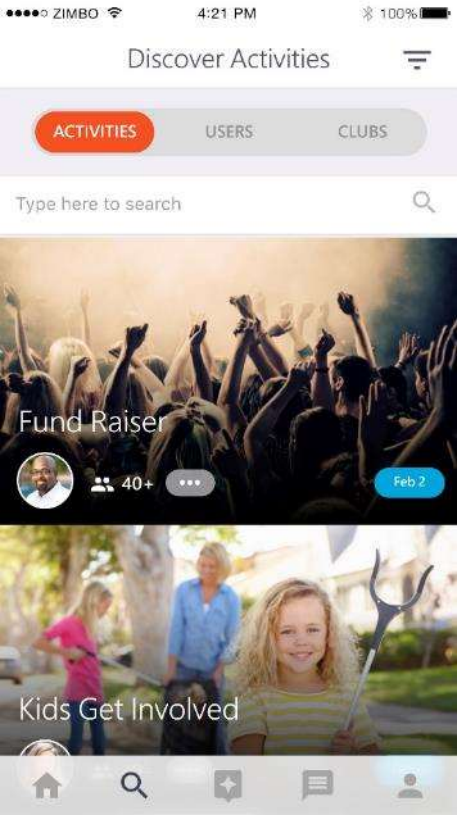 ZIMBO 4:21 PM 100%
Discover Activities
ACTIVITIES USERS CLUBS
Type here to search
Fund Raiser
40+ Feb 2
Kids Get Involved